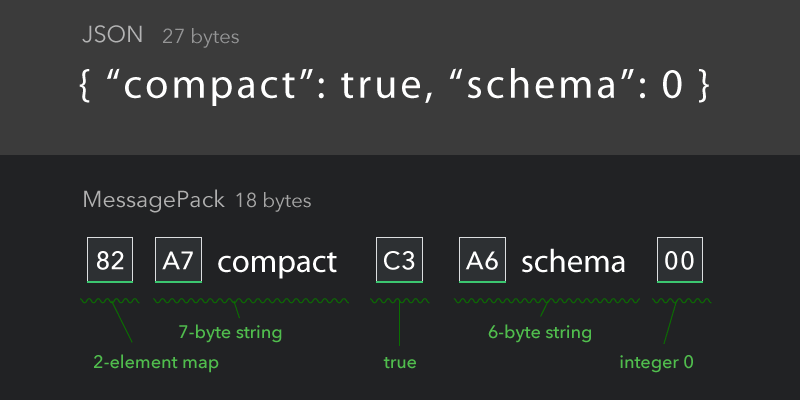 JSON 27 bytes
{ “compact”: true, “schema”: 0 }
MessagePack 18 bytes
82 A7 compact C3 A6 schema 00
7-byte string 6-byte string
2-element map true integer 0